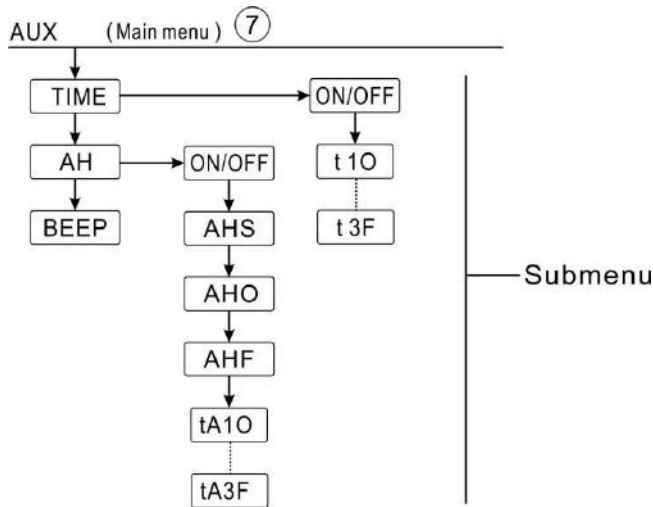 AUX (Main menu) 7
TIME ON/OFF
AH ON/OFF t 1O
BEEP AHS t 3F
AHO Submenu
AHF
tA1O
tA3F